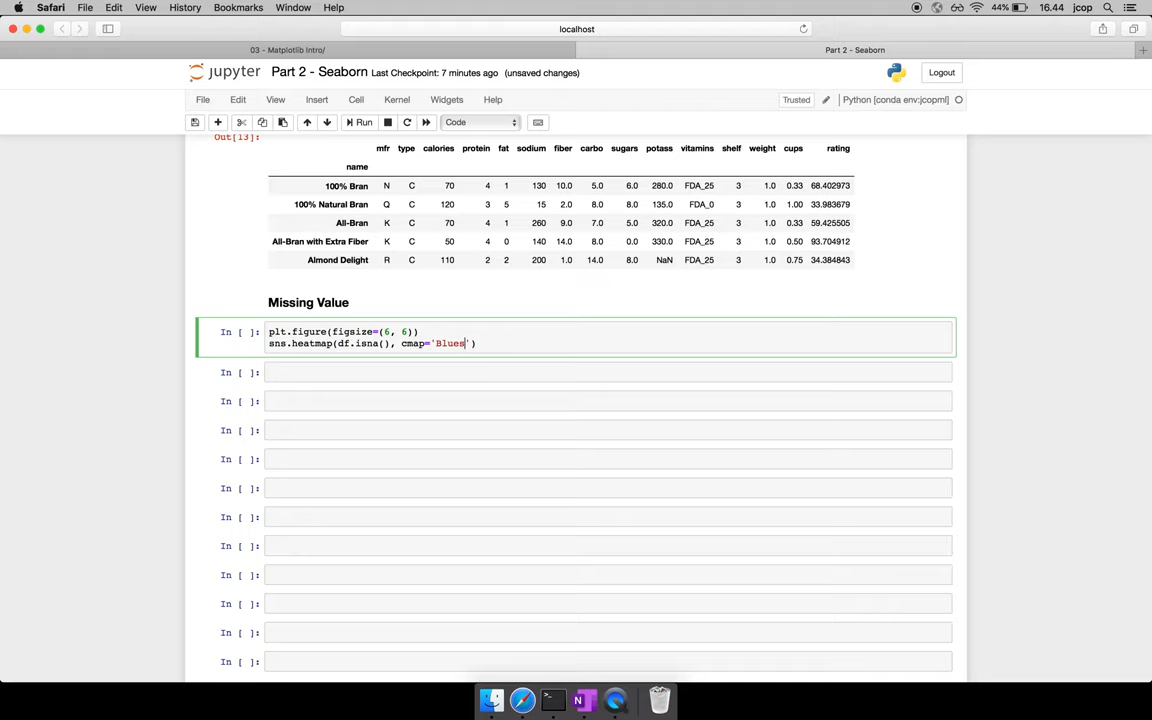 Safari File Edit View History Bookmarks Window Help 44% 16.44 jcop
localhost
03 - Matplotlib Intro/ Part 2 - Seaborn
jupyter Part 2 - Seaborn Last Checkpoint: 7 minutes ago (unsaved changes) Logout
File Edit View Insert Cell Kernel Widgets Help Trusted Python [conda env:jcopml]
Run Code
Out[13]:
mfr type calories protein fat sodium fiber carbo sugars potass vitamins shelf weight cups rating
name
100% Bran N C 70 4 1 130 10.0 5.0 6.0 280.0 FDA_25 3 1.0 0.33 68.402973
100% Natural Bran Q C 120 3 5 15 2.0 8.0 8.0 135.0 FDA_0 3 1.0 1.00 33.983679
All-Bran K C 70 4 1 260 9.0 7.0 5.0 320.0 FDA_25 3 1.0 0.33 59.425505
All-Bran with Extra Fiber K C 50 4 0 140 14.0 8.0 0.0 330.0 FDA_25 3 1.0 0.50 93.704912
Almond Delight R C 110 2 2 200 1.0 14.0 8.0 NaN FDA_25 3 1.0 0.75 34.384843
Missing Value
In [ ]: plt.figure(figsize=(6, 6))
sns.heatmap(df.isna(), cmap='Blues')
In [ ]:
In [ ]:
In [ ]:
In [ ]:
In [ ]:
In [ ]:
In [ ]:
In [ ]:
In [ ]:
In [ ]:
In [ ]: